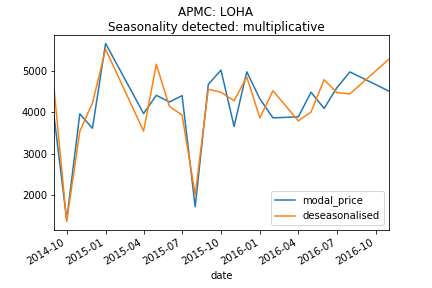 APMC: LOHA
Seasonality detected: multiplicative
5000
4000
3000
2000
modal_price
deseasonalised
2014-10
2015-01
2015-04
2015-07
2015-10
2016-01
2016-04
2016-07
2016-10
date